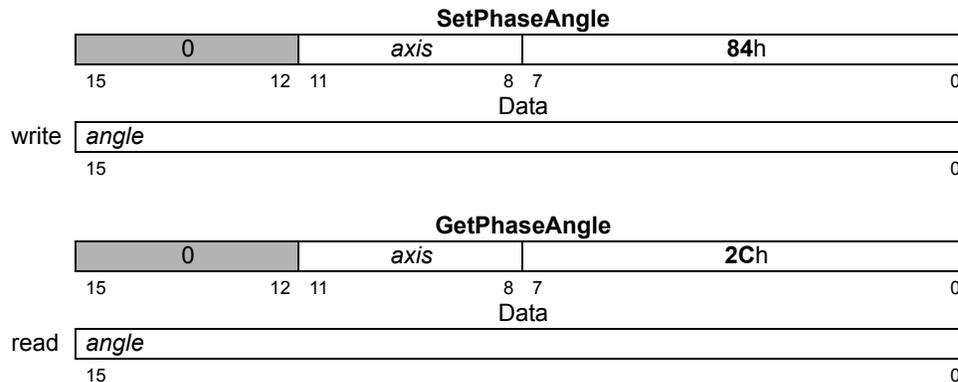 SetPhaseAngle
0 axis 84h
15 12 11 8 7 0
Data
write angle
15 0
GetPhaseAngle
0 axis 2Ch
15 12 11 8 7 0
Data
read angle
15 0